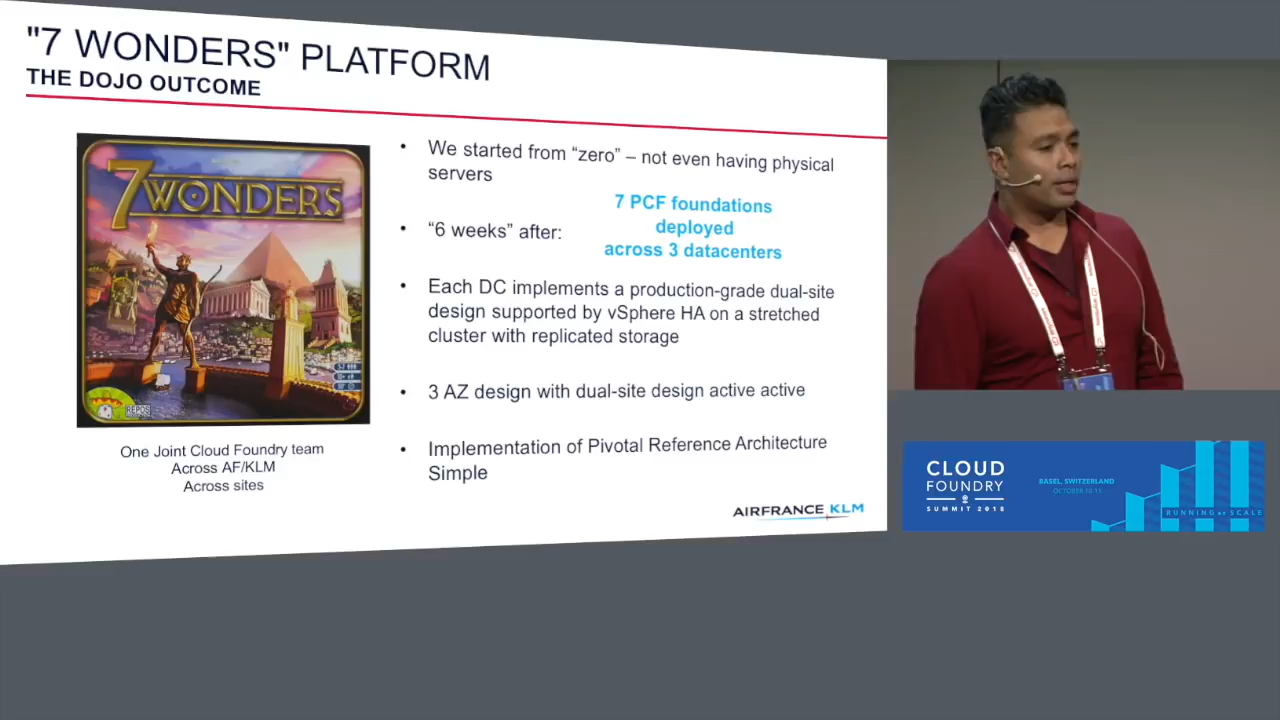 "7 WONDERS" PLATFORM
THE DOJO OUTCOME
7 WONDERS
REPOS
One Joint Cloud Foundry team
Across AF/KLM
Across sites
• We started from “zero” – not even having physical
servers
• “6 weeks” after:
7 PCF foundations
deployed
across 3 datacenters
• Each DC implements a production-grade dual-site
design supported by vSphere HA on a stretched
cluster with replicated storage
• 3 AZ design with dual-site design active active
• Implementation of Pivotal Reference Architecture
Simple
AIRFRANCE KLM
CLOUD
FOUNDRY
SUMMIT 2018
BASEL, SWITZERLAND
OCTOBER 10-11
RUNNING AT SCALE